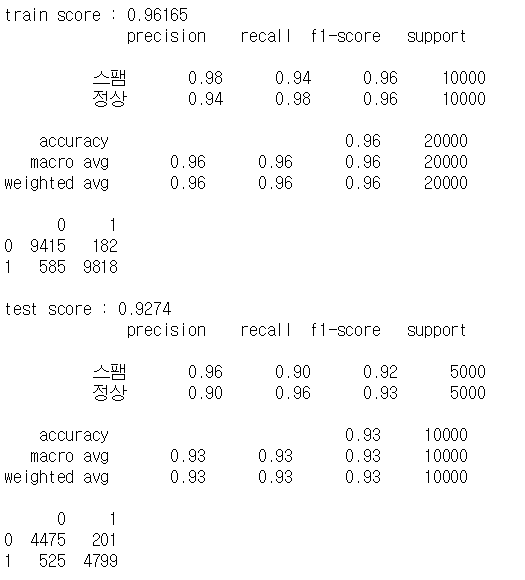 train score : 0.96165
precision recall f1-score support
스팸 0.98 0.94 0.96 10000
정상 0.94 0.98 0.96 10000
accuracy 0.96 20000
macro avg 0.96 0.96 0.96 20000
weighted avg 0.96 0.96 0.96 20000
0 1
0 9415 182
1 585 9818
test score : 0.9274
precision recall f1-score support
스팸 0.96 0.90 0.92 5000
정상 0.90 0.96 0.93 5000
accuracy 0.93 10000
macro avg 0.93 0.93 0.93 10000
weighted avg 0.93 0.93 0.93 10000
0 1
0 4475 201
1 525 4799